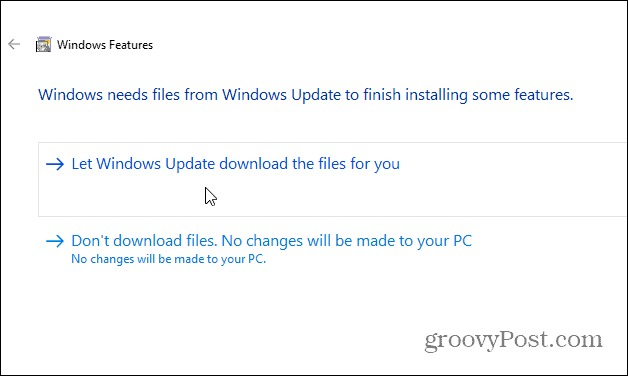 Windows Features
Windows needs files from Windows Update to finish installing some features.
Let Windows Update download the files for you
Don't download files. No changes will be made to your PC
No changes will be made to your PC.
groovyPost.com